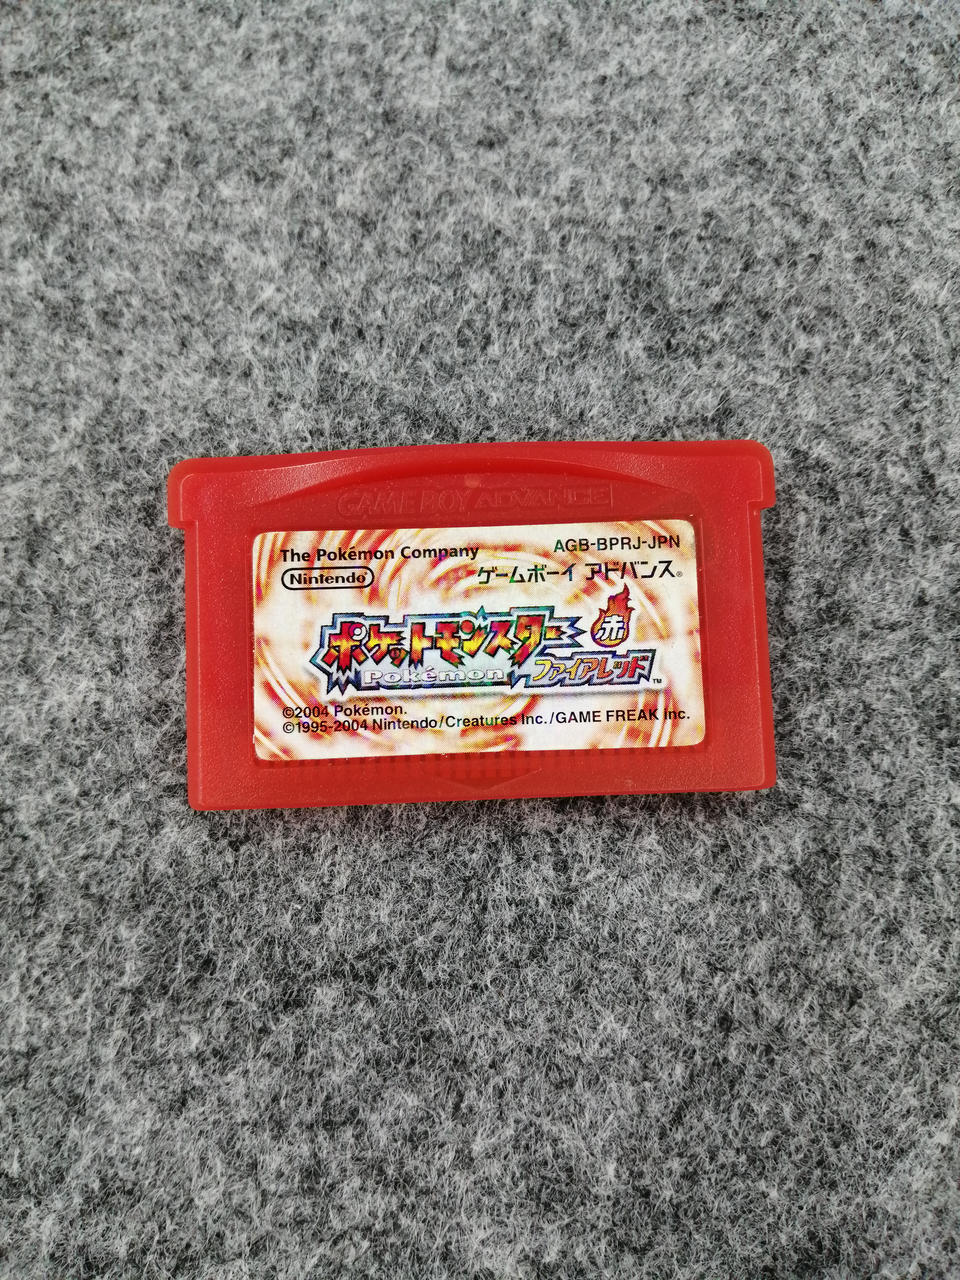 GAME BOY ADVANCE
The Pokémon Company
AGB-BPRJ-JPN
Nintendo®
ゲームボーイ アドバンス®
ポケットモンスター
赤
Pokémon
ファイアレッド™
©2004 Pokémon.
©1995-2004 Nintendo/Creatures Inc./GAME FREAK inc.